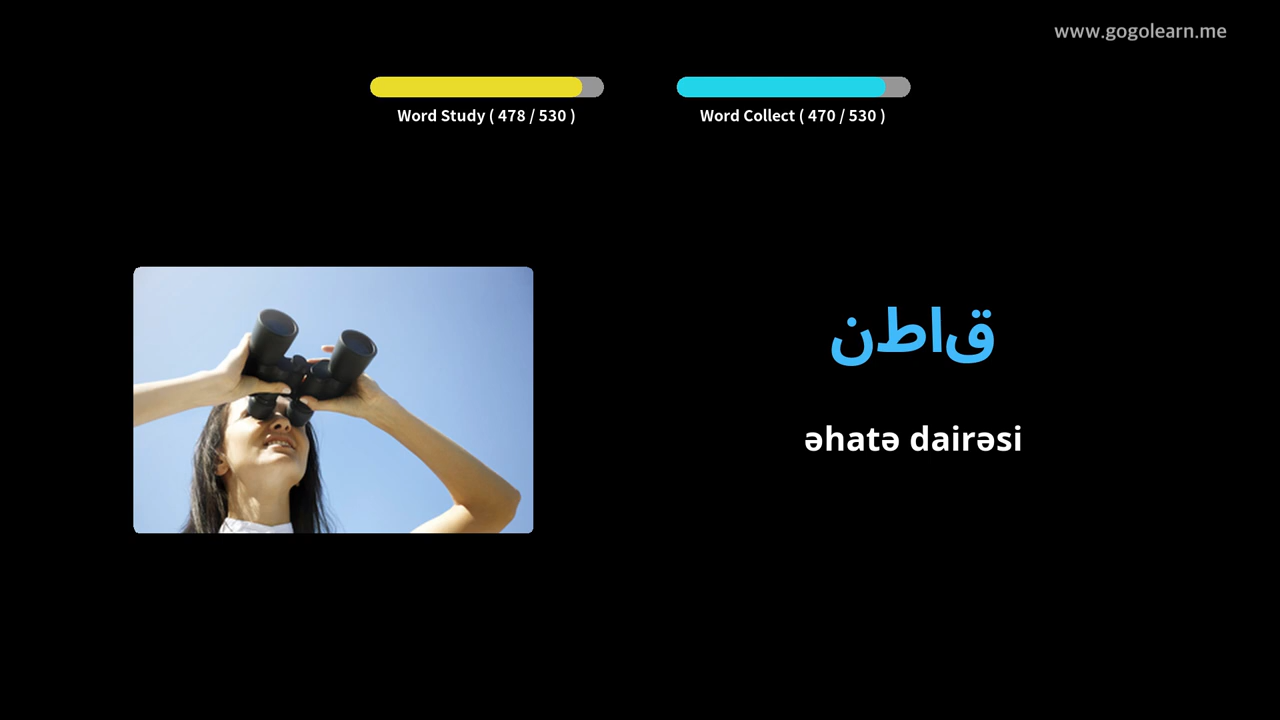 www.gogolearn.me
Word Study ( 478 / 530 )
Word Collect ( 470 / 530 )
قاطن
əhatə dairəsi